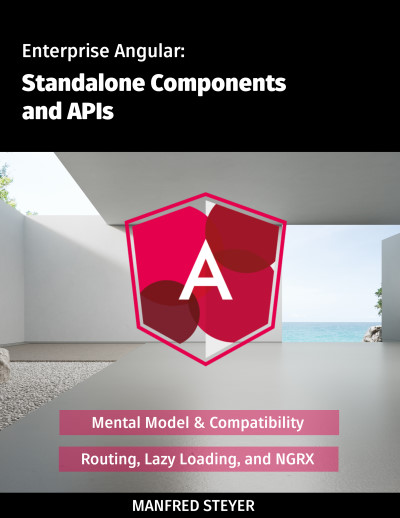 Enterprise Angular:
Standalone Components
and APIs
A
Mental Model & Compatibility
Routing, Lazy Loading, and NGRX
MANFRED STEYER